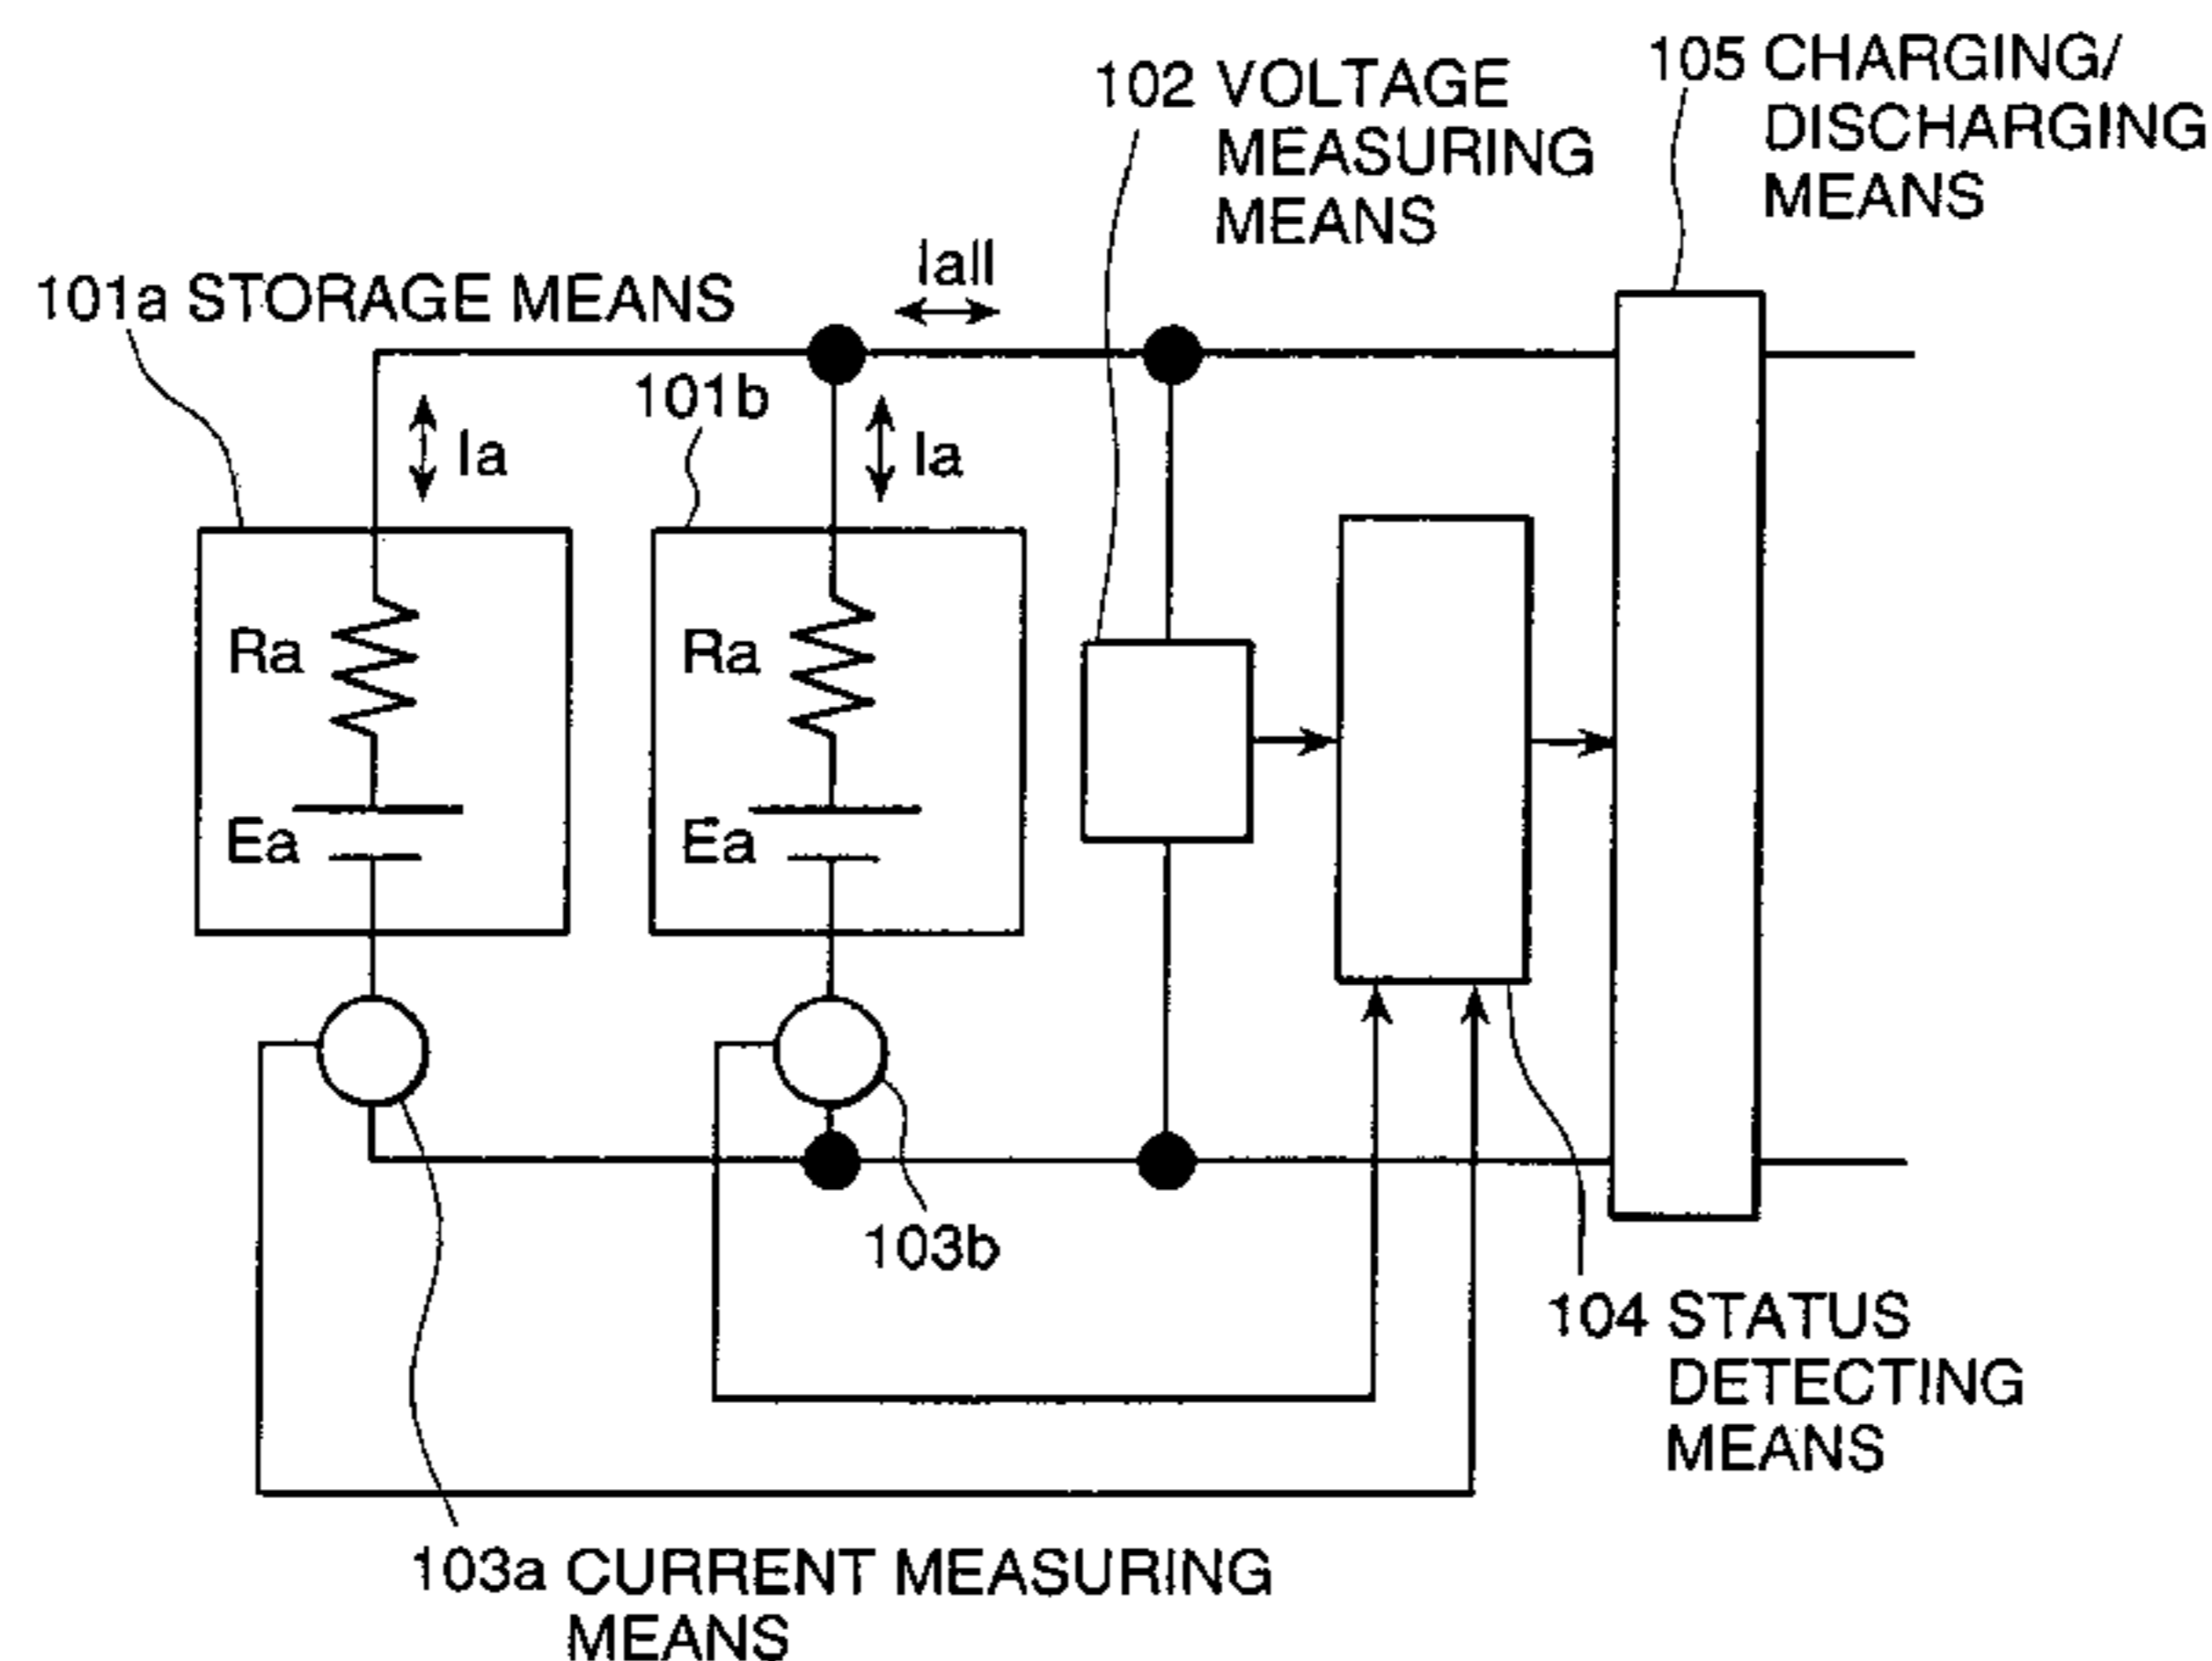 105 CHARGING/
DISCHARGING
MEANS
102 VOLTAGE
MEASURING
MEANS
Iall
101a STORAGE MEANS
101b
Ia
Ia
Ra
Ra
Ea
Ea
103b
104 STATUS
DETECTING
MEANS
103a CURRENT MEASURING
MEANS